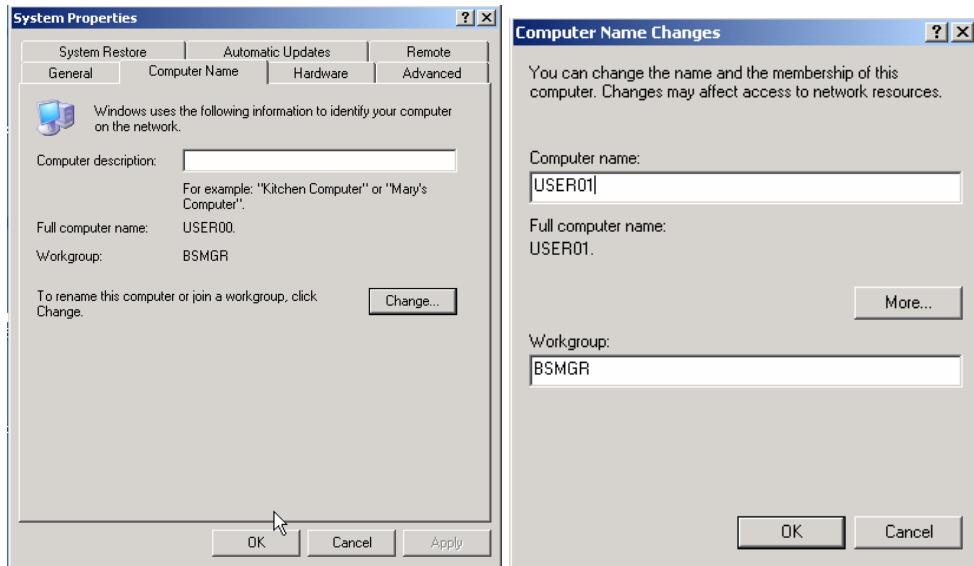 System Properties
System Restore Automatic Updates Remote
General Computer Name Hardware Advanced
Windows uses the following information to identify your computer
on the network.
Computer description:
For example: "Kitchen Computer" or "Mary's
Computer".
Full computer name: USER00.
Workgroup: BSMGR
To rename this computer or join a workgroup, click
Change.
Change...
OK Cancel Apply
Computer Name Changes
You can change the name and the membership of this
computer. Changes may affect access to network resources.
Computer name:
USER01
Full computer name:
USER01.
More...
Workgroup:
BSMGR
OK Cancel